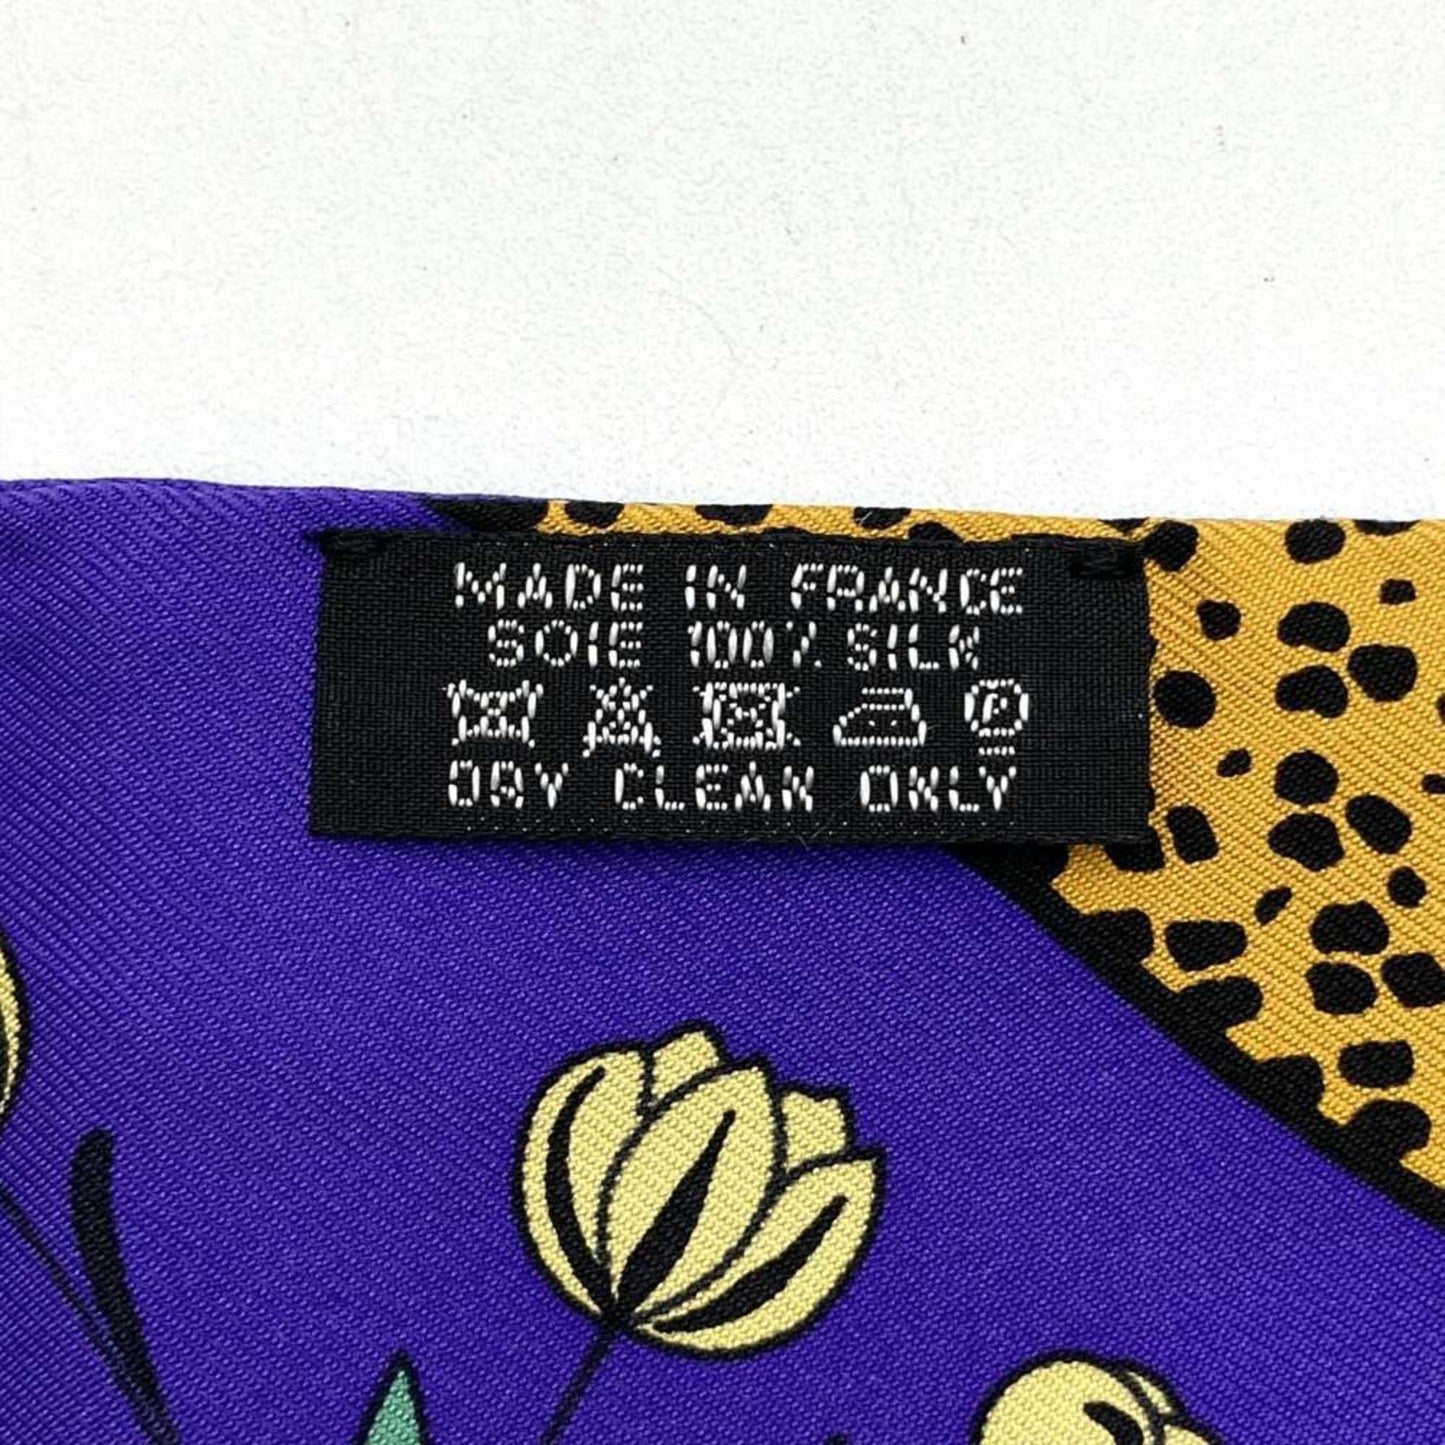 MADE IN FRANCE
SOIE 100% SILK
P
DRY CLEAN ONLY